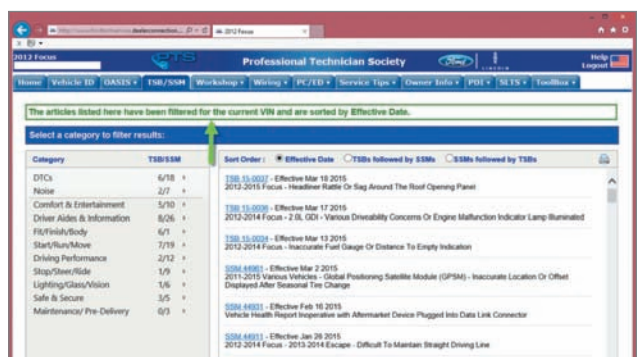 2012 Focus
2012 Focus
PTS
Professional Technician Society
Ford
LINCOLN
Help
Logout
Home Vehicle ID OASIS TSB/SSM Workshop Wiring PC/ED Service Tips Owner Info PDI SLTS Toolbox
The articles listed here have been filtered for the current VIN and are sorted by Effective Date.
Select a category to filter results:
Category TSB/SSM
DTCs 6/18
Noise 2/7
Comfort & Entertainment 5/10
Driver Aides & Information 8/26
Fit/Finish/Body 6/1
Start/Run/Move 7/19
Driving Performance 2/12
Stop/Steer/Ride 1/9
Lighting/Glass/Vision 1/6
Safe & Secure 3/5
Maintenance/ Pre-Delivery 0/3
Sort Order : Effective Date TSBs followed by SSMs SSMs followed by TSBs
TSB 15-0037 - Effective Mar 18 2015
2012-2015 Focus - Headliner Rattle Or Sag Around The Roof Opening Panel
TSB 15-0036 - Effective Mar 17 2015
2012-2014 Focus - 2.0L GDI - Various Driveability Concerns Or Engine Malfunction Indicator Lamp Illuminated
TSB 15-0034 - Effective Mar 13 2015
2012-2014 Focus - Inaccurate Fuel Gauge Or Distance To Empty Indication
SSM 44961 - Effective Mar 2 2015
2011-2015 Various Vehicles - Global Positioning Satellite Module (GPSM) - Inaccurate Location Or Offset
Displayed After Seasonal Tire Change
SSM 44931 - Effective Feb 16 2015
Vehicle Health Report Inoperative with Aftermarket Device Plugged Into Data Link Connector
SSM 44911 - Effective Jan 26 2015
2012-2014 Focus - 2013-2014 Escape - Difficult To Maintain Straight Driving Line